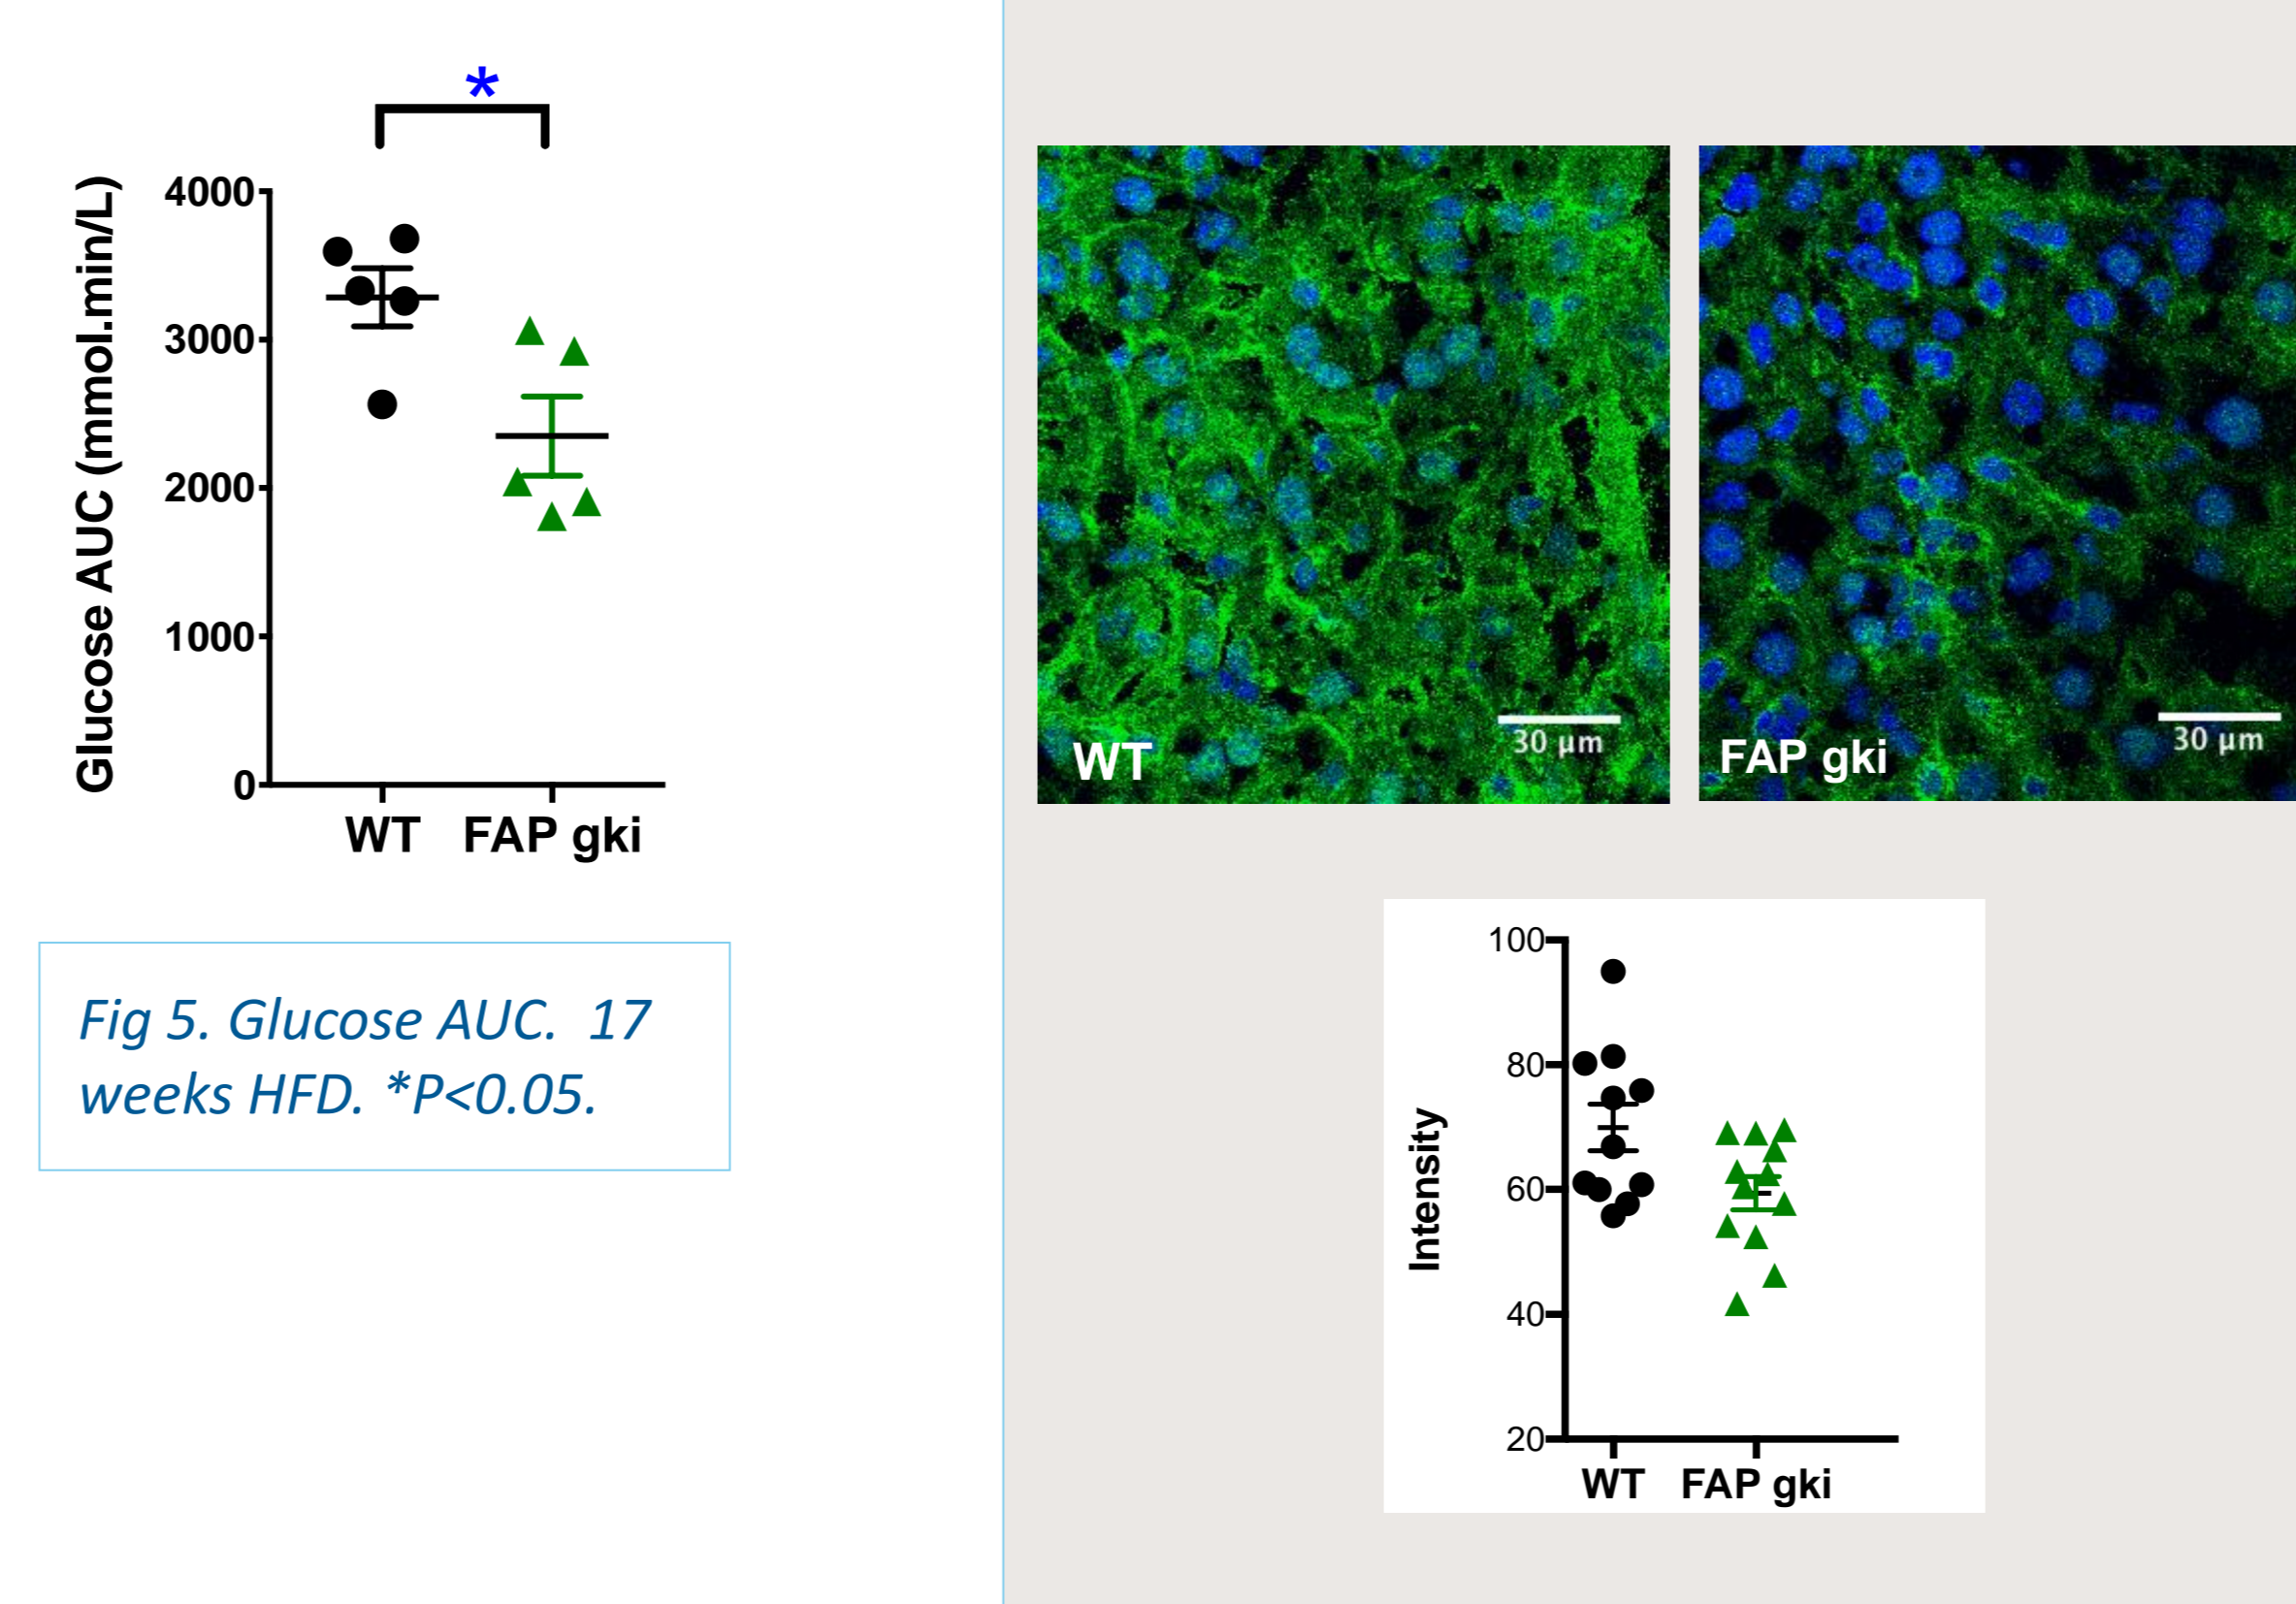 *
Glucose AUC (mmol.min/L)
4000
3000
2000
1000
0
WT FAP gki
Fig 5. Glucose AUC.  17
weeks HFD. *P<0.05.
WT
30 µm
FAP gki
30 µm
Intensity
100
80
60
40
20
WT FAP gki